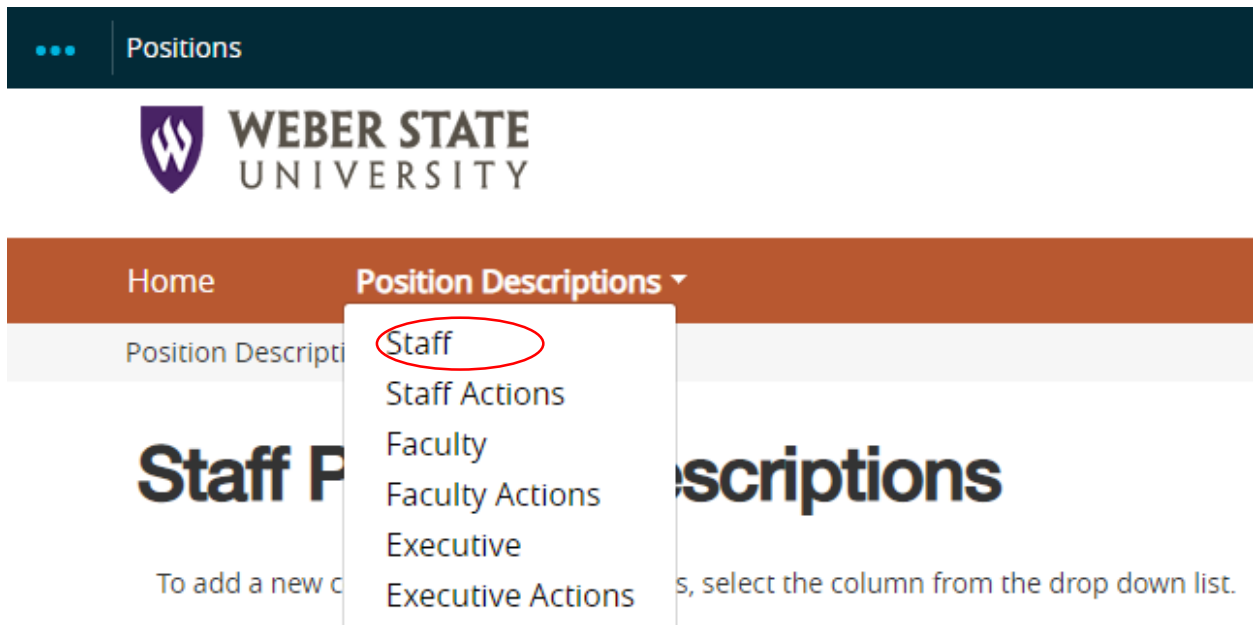 Positions
WEBER STATE
UNIVERSITY
Home Position Descriptions
Position Descripti
Staff
Staff Actions
Faculty
Faculty Actions
Executive
Executive Actions
Staff P escriptions
To add a new c s, select the column from the drop down list.